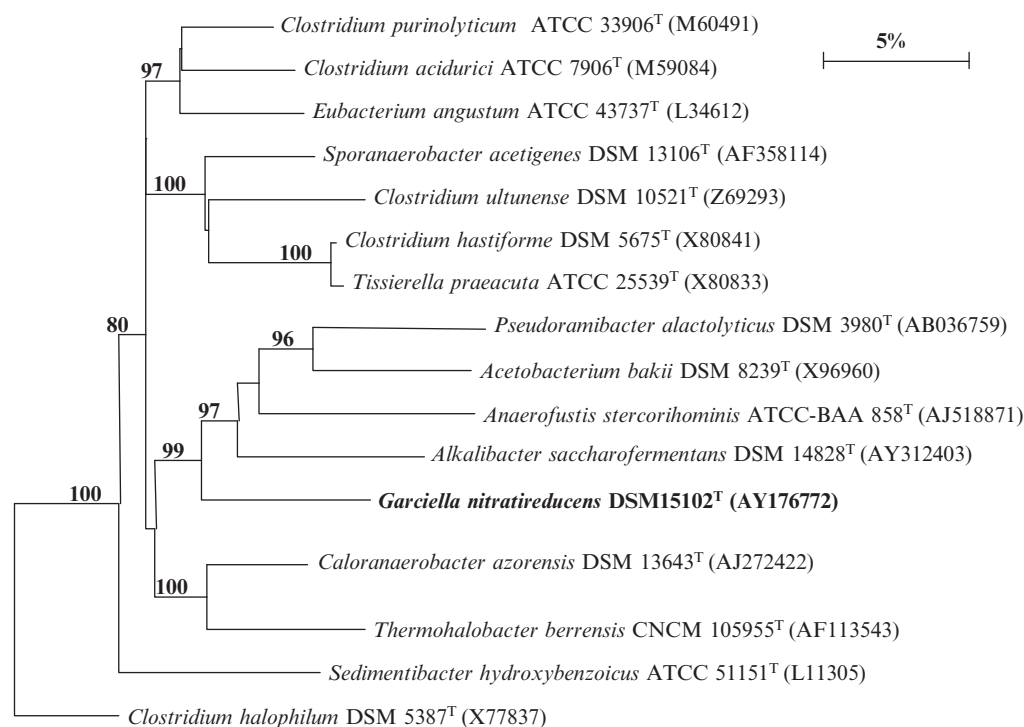 Clostridium purinolyticum ATCC 33906ᵀ (M60491)
5%
97
Clostridium acidurici ATCC 7906ᵀ (M59084)
Eubacterium angustum ATCC 43737ᵀ (L34612)
Sporanaerobacter acetigenes DSM 13106ᵀ (AF358114)
100
Clostridium ultunense DSM 10521ᵀ (Z69293)
Clostridium hastiforme DSM 5675ᵀ (X80841)
100
Tissierella praeacuta ATCC 25539ᵀ (X80833)
80
Pseudoramibacter alactolyticus DSM 3980ᵀ (AB036759)
96
Acetobacterium bakii DSM 8239ᵀ (X96960)
97
Anaerofustis stercorihominis ATCC-BAA 858ᵀ (AJ518871)
99
Alkalibacter saccharofermentans DSM 14828ᵀ (AY312403)
100
Garciella nitratireducens DSM15102ᵀ (AY176772)
Caloranaerobacter azorensis DSM 13643ᵀ (AJ272422)
100
Thermohalobacter berrensis CNCM 105955ᵀ (AF113543)
Sedimentibacter hydroxybenzoicus ATCC 51151ᵀ (L11305)
Clostridium halophilum DSM 5387ᵀ (X77837)